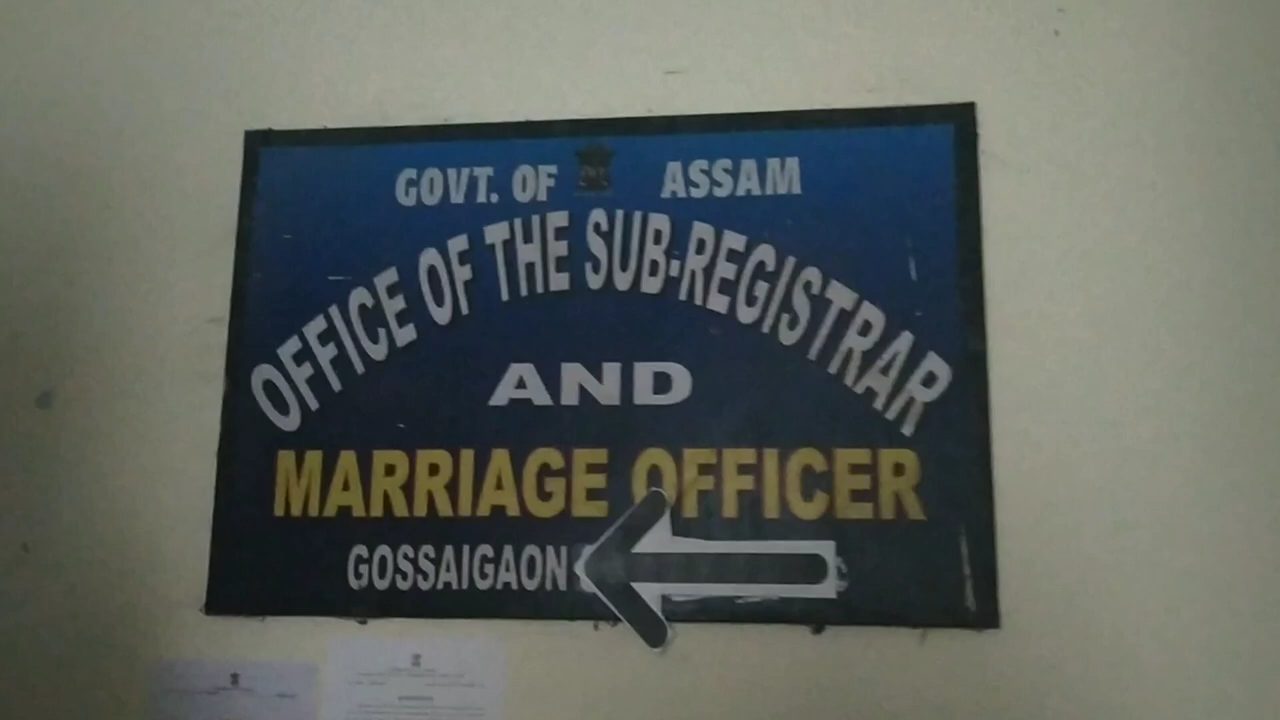 GOVT. OF ASSAM
OFFICE OF THE SUB-REGISTRAR
AND
MARRIAGE OFFICER
GOSSAIGAON